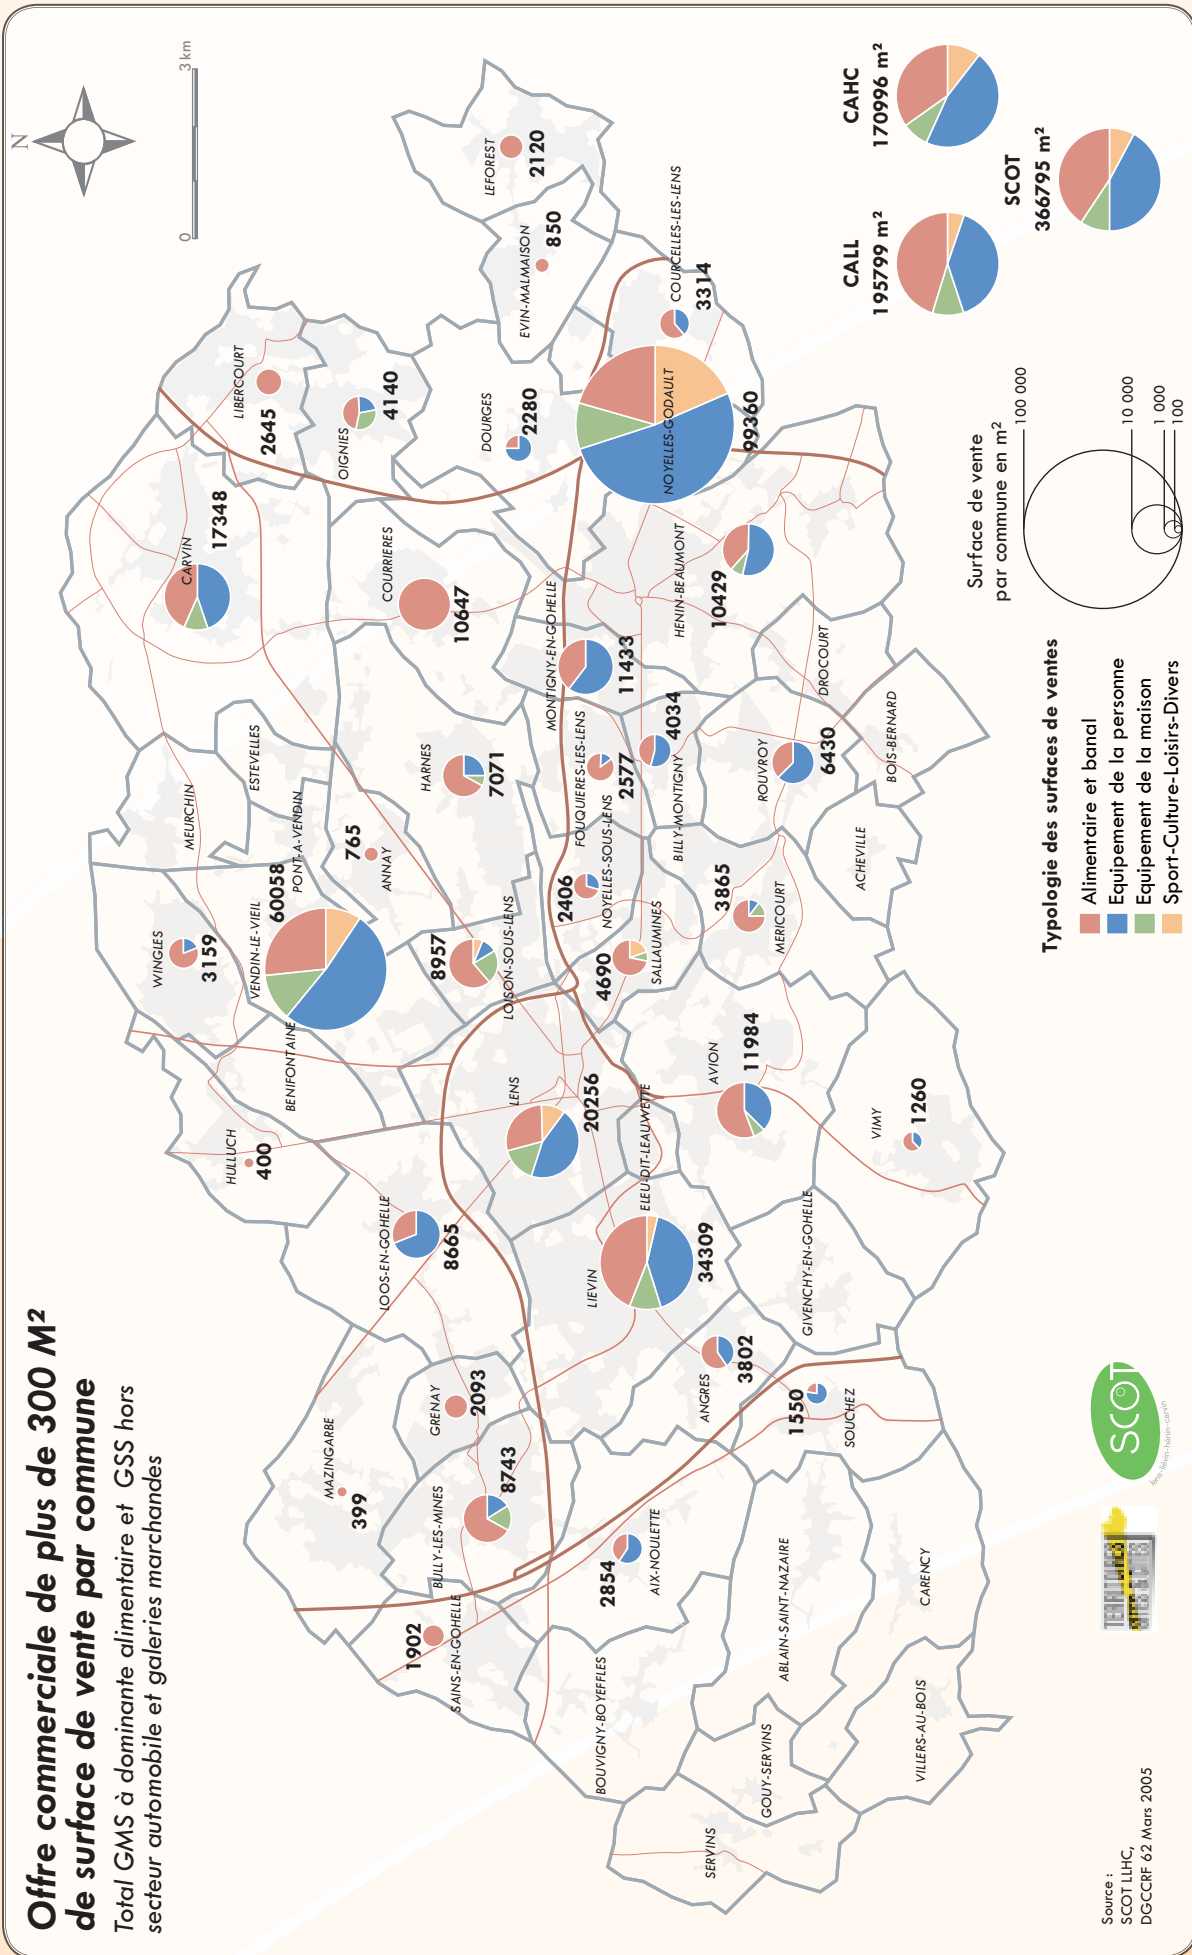 Offre commerciale de plus de 300 M²
de surface de vente par commune
Total GMS à dominante alimentaire et GSS hors
secteur automobile et galeries marchandes
N
0
3 km
SERVINS
GOUY-SERVINS
VILLERS-AU-BOIS
BOUVIGNY-BOYEFFLES
SAINS-EN-GOHELLE
1902
ABLAIN-SAINT-NAZAIRE
CARENCY
AIX-NOULETTE
2854
MAZINGARBE
399
BULLY-LES-MINES
8743
GRENAY
2093
SOUCHEZ
1550
ANGRES
3802
LOOS-EN-GOHELLE
8665
LIEVIN
34309
GIVENCHY-EN-GOHELLE
HULLUCH
400
ELEU-DIT-LEAUWETTE
LENS
20256
VIMY
1260
AVION
11984
BENIFONTAINE
WINGLES
3159
VENDIN-LE-VIEIL
60058
LOISON-SOUS-LENS
8957
SALLAUMINES
4690
MERICOURT
3865
PONT-A-VENDIN
MEURCHIN
ESTEVELLES
ANNAY
765
HARNES
7071
NOYELLES-SOUS-LENS
2406
FOUQUIERES-LES-LENS
2577
BILLY-MONTIGNY
4034
ACHEVILLE
ROUVROY
6430
BOIS-BERNARD
DROCOURT
MONTIGNY-EN-GOHELLE
11433
HENIN-BEAUMONT
10429
COURRIERES
10647
CARVIN
17348
LIBERCOURT
2645
OIGNIES
4140
DOURGES
2280
NOYELLES-GODAULT
99360
COURCELLES-LES-LENS
3314
EVIN-MALMAISON
850
LEFOREST
2120
CALL
195799 m²
CAHC
170996 m²
SCOT
366795 m²
Surface de vente
par commune en m²
100 000
10 000
1 000
100
Typologie des surfaces de ventes
Alimentaire et banal
Equipement de la personne
Equipement de la maison
Sport-Culture-Loisirs-Divers
SCOT
lens-liévin-hénin-carvin
Source :
SCOT LLHC,
DGCCRF 62 Mars 2005